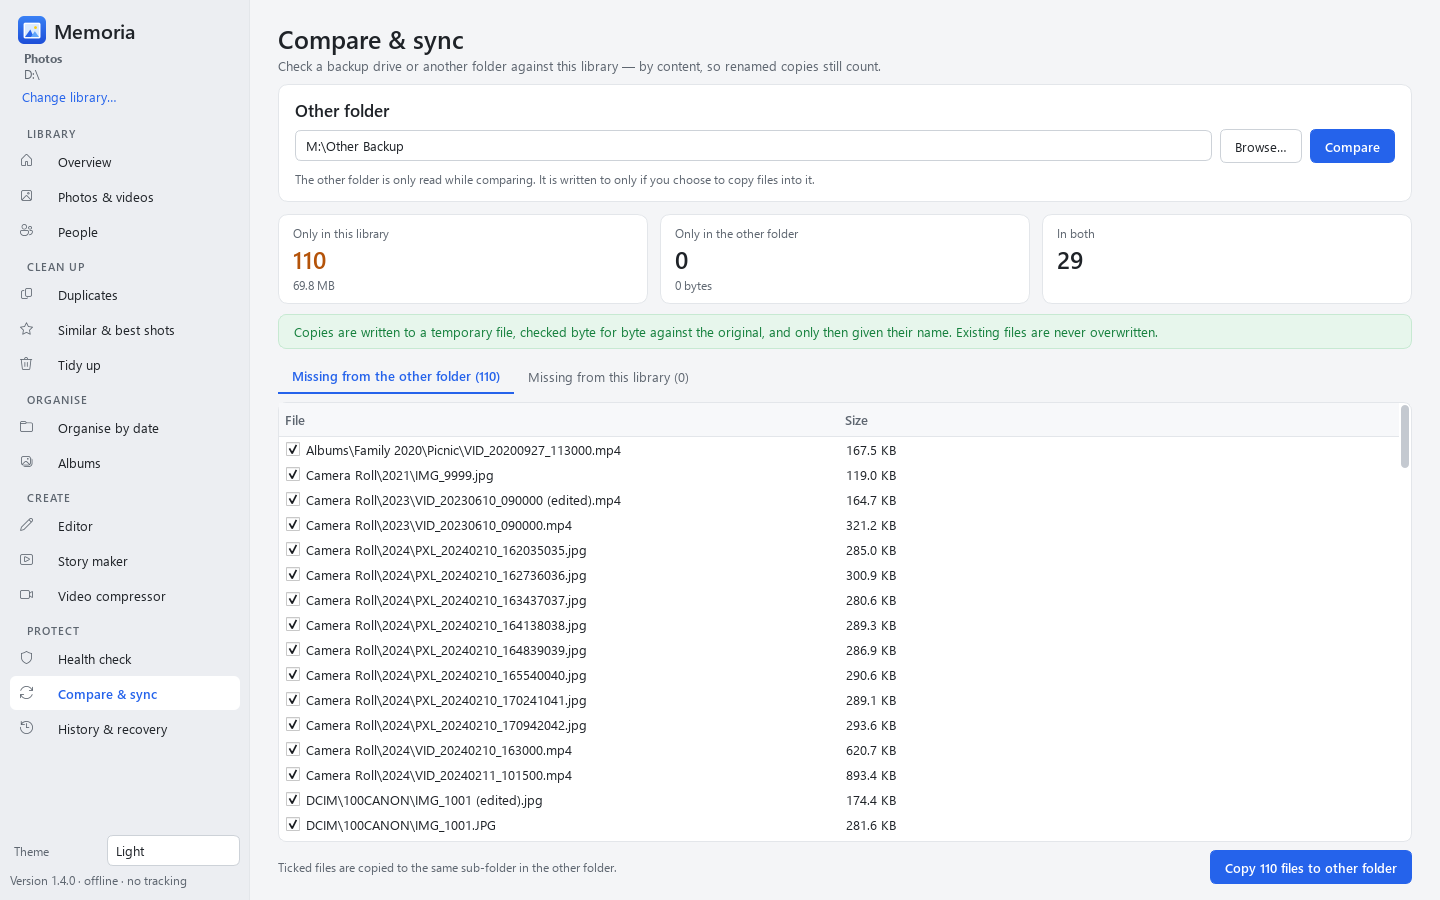 Memoria
Photos
D:\
Change library...
LIBRARY
Overview
Photos & videos
People
CLEAN UP
Duplicates
Similar & best shots
Tidy up
ORGANISE
Organise by date
Albums
CREATE
Editor
Story maker
Video compressor
PROTECT
Health check
Compare & sync
History & recovery
Theme
Light
Version 1.4.0 · offline · no tracking
Compare & sync
Check a backup drive or another folder against this library — by content, so renamed copies still count.
Other folder
M:\Other Backup
Browse...
Compare
The other folder is only read while comparing. It is written to only if you choose to copy files into it.
Only in this library
110
69.8 MB
Only in the other folder
0
0 bytes
In both
29
Copies are written to a temporary file, checked byte for byte against the original, and only then given their name. Existing files are never overwritten.
Missing from the other folder (110)
Missing from this library (0)
File Size
Albums\Family 2020\Picnic\VID_20200927_113000.mp4 167.5 KB
Camera Roll\2021\IMG_9999.jpg 119.0 KB
Camera Roll\2023\VID_20230610_090000 (edited).mp4 164.7 KB
Camera Roll\2023\VID_20230610_090000.mp4 321.2 KB
Camera Roll\2024\PXL_20240210_162035035.jpg 285.0 KB
Camera Roll\2024\PXL_20240210_162736036.jpg 300.9 KB
Camera Roll\2024\PXL_20240210_163437037.jpg 280.6 KB
Camera Roll\2024\PXL_20240210_164138038.jpg 289.3 KB
Camera Roll\2024\PXL_20240210_164839039.jpg 286.9 KB
Camera Roll\2024\PXL_20240210_165540040.jpg 290.6 KB
Camera Roll\2024\PXL_20240210_170241041.jpg 289.1 KB
Camera Roll\2024\PXL_20240210_170942042.jpg 293.6 KB
Camera Roll\2024\VID_20240210_163000.mp4 620.7 KB
Camera Roll\2024\VID_20240211_101500.mp4 893.4 KB
DCIM\100CANON\IMG_1001 (edited).jpg 174.4 KB
DCIM\100CANON\IMG_1001.JPG 281.6 KB
Ticked files are copied to the same sub-folder in the other folder.
Copy 110 files to other folder